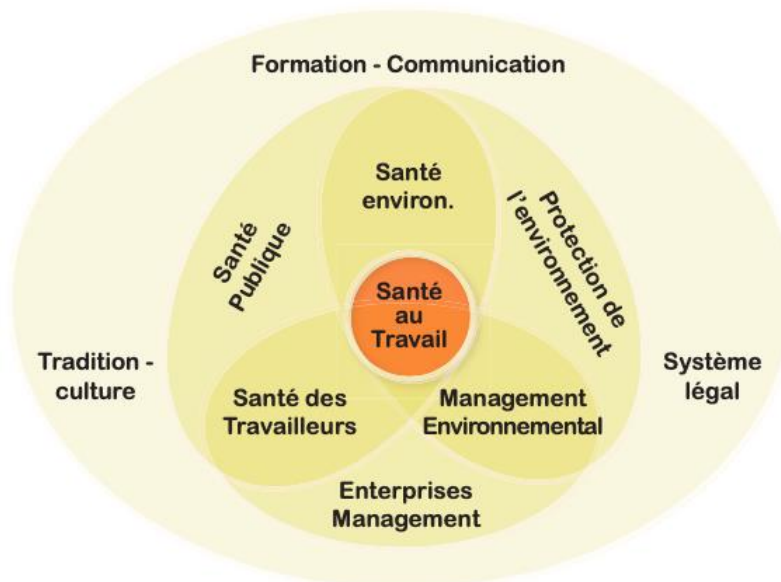 Formation - Communication
Santé
environ.
Protection de
l'environnement
Santé
Publique
Santé
au
Travail
Tradition -
culture
Système
légal
Santé des
Travailleurs
Management
Environnemental
Enterprises
Management